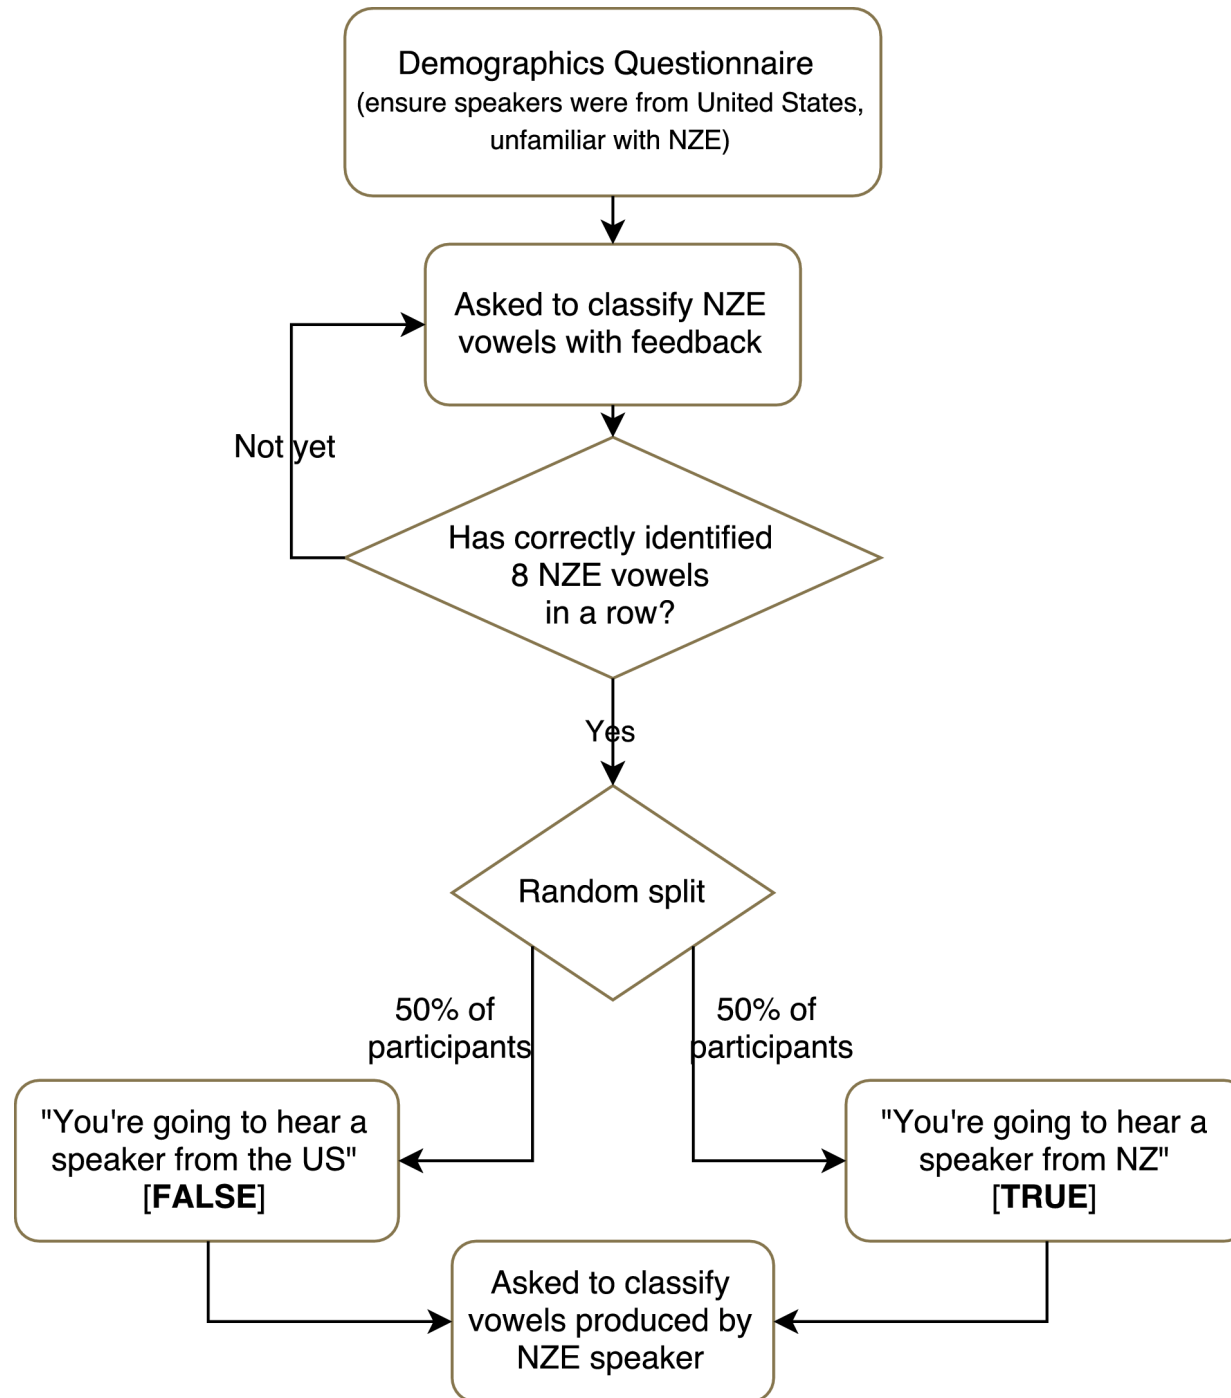 Demographics Questionnaire
(ensure speakers were from United States,
unfamiliar with NZE)
Asked to classify NZE
vowels with feedback
Not yet
Has correctly identified
8 NZE vowels
in a row?
Yes
Random split
50% of
participants
50% of
participants
"You're going to hear a
speaker from the US"
[FALSE]
"You're going to hear a
speaker from NZ"
[TRUE]
Asked to classify
vowels produced by
NZE speaker